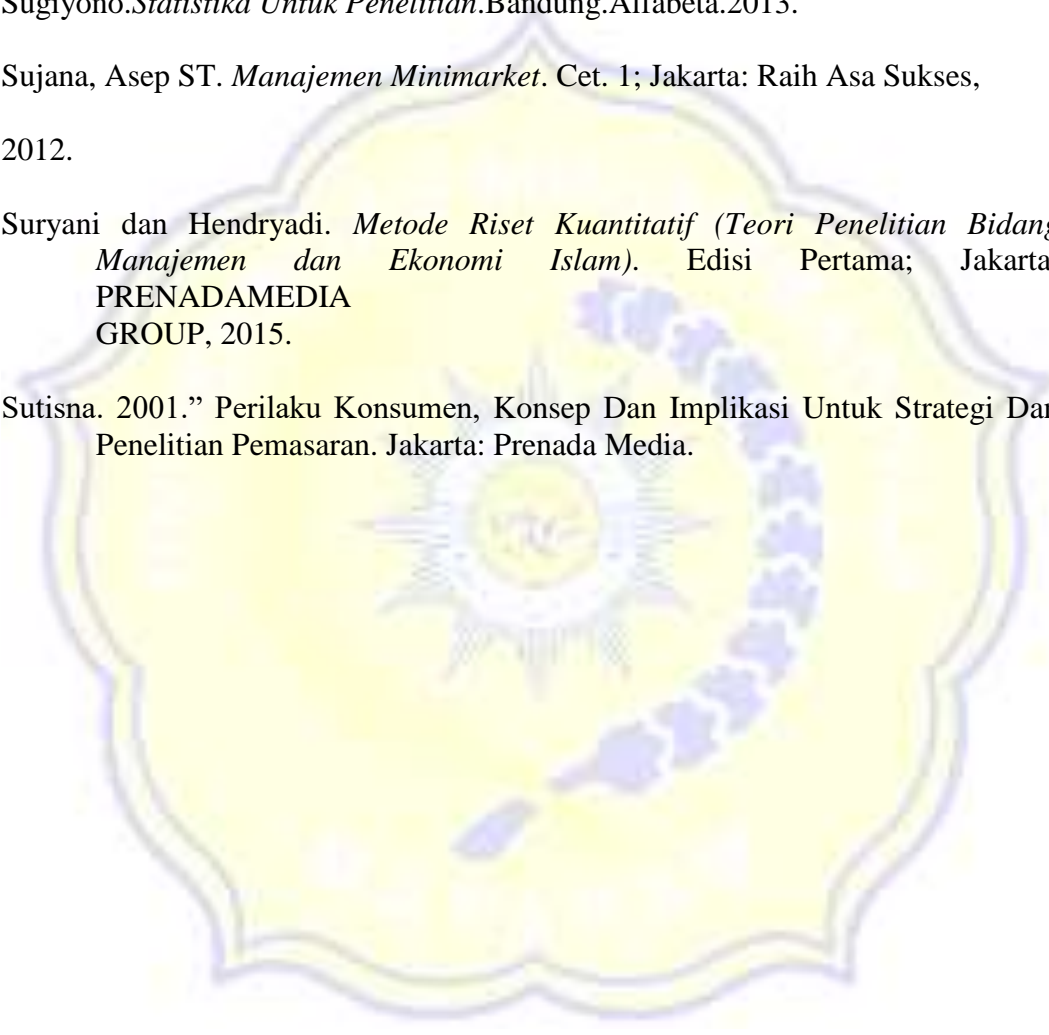 Sugiyono.Statistika Untuk Penelitian.Bandung.Alfabeta.2013.
Sujana, Asep ST. Manajemen Minimarket. Cet. 1; Jakarta: Raih Asa Sukses,
2012.
Suryani dan Hendryadi. Metode Riset Kuantitatif (Teori Penelitian Bidang
Manajemen dan Ekonomi Islam). Edisi Pertama; Jakarta
PRENADAMEDIA
GROUP, 2015.
Sutisna. 2001.” Perilaku Konsumen, Konsep Dan Implikasi Untuk Strategi Dan
Penelitian Pemasaran. Jakarta: Prenada Media.